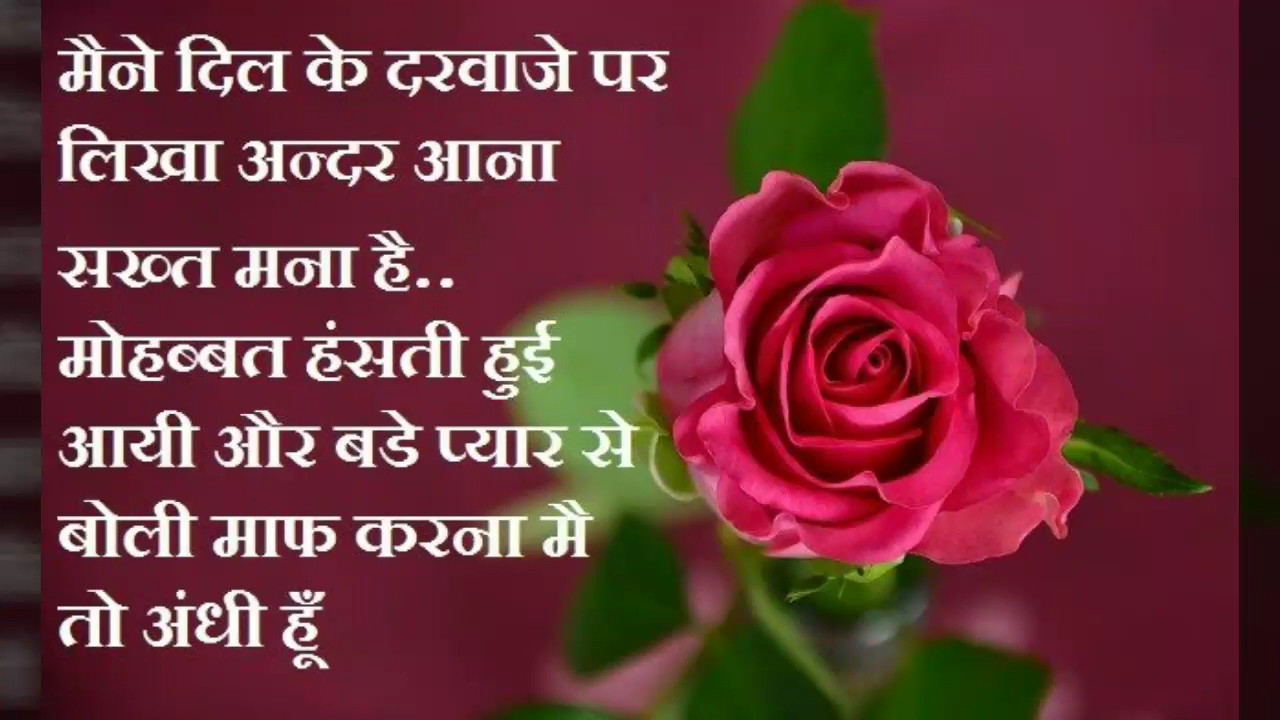 मैने दिल के दरवाजे पर
लिखा अन्दर आना
सख्त मना है..
मोहब्बत हंसती हुई
आयी और बडे प्यार से
बोली माफ करना मै
तो अंधी हूँ